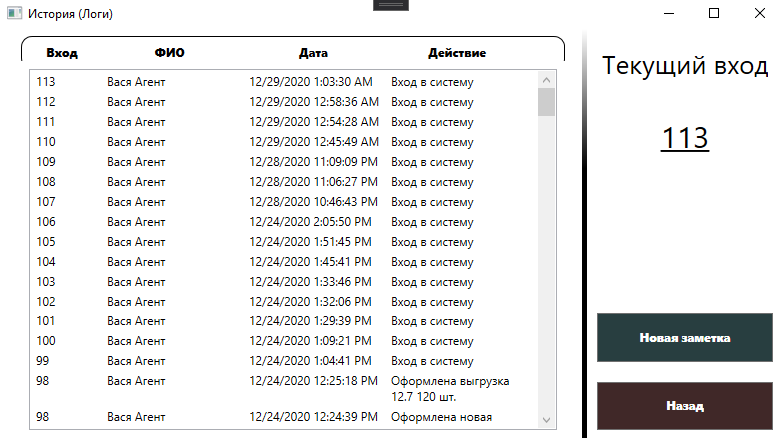 История (Логи)
Вход ФИО Дата Действие
113 Вася Агент 12/29/2020 1:03:30 AM Вход в систему
112 Вася Агент 12/29/2020 12:58:36 AM Вход в систему
111 Вася Агент 12/29/2020 12:54:28 AM Вход в систему
110 Вася Агент 12/29/2020 12:45:49 AM Вход в систему
109 Вася Агент 12/28/2020 11:09:09 PM Вход в систему
108 Вася Агент 12/28/2020 11:06:27 PM Вход в систему
107 Вася Агент 12/28/2020 10:46:43 PM Вход в систему
106 Вася Агент 12/24/2020 2:05:50 PM Вход в систему
105 Вася Агент 12/24/2020 1:51:45 PM Вход в систему
104 Вася Агент 12/24/2020 1:45:41 PM Вход в систему
103 Вася Агент 12/24/2020 1:33:46 PM Вход в систему
102 Вася Агент 12/24/2020 1:32:06 PM Вход в систему
101 Вася Агент 12/24/2020 1:29:39 PM Вход в систему
100 Вася Агент 12/24/2020 1:09:21 PM Вход в систему
99 Вася Агент 12/24/2020 1:04:41 PM Вход в систему
98 Вася Агент 12/24/2020 12:25:18 PM Оформлена выгрузка
12.7 120 шт.
98 Вася Агент 12/24/2020 12:24:39 PM Оформлена новая
Текущий вход
113
Новая заметка
Назад